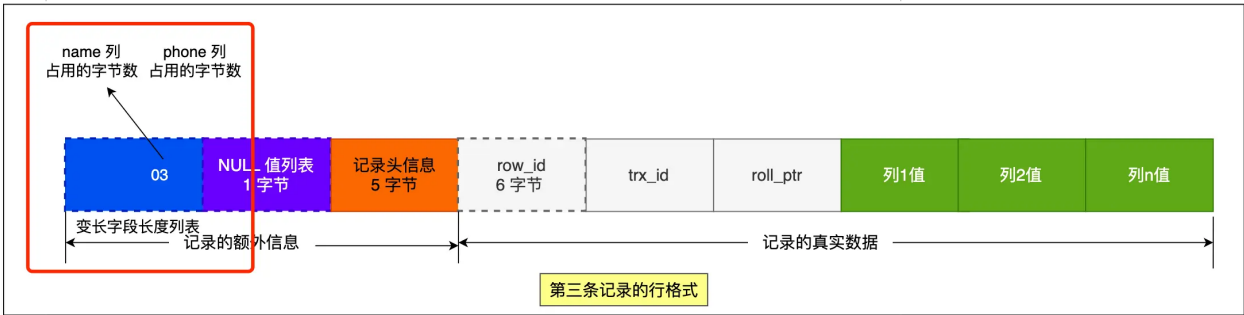 name 列
占用的字节数
phone 列
占用的字节数
03
NULL 值列表
1 字节
记录头信息
5 字节
row_id
6 字节
trx_id
roll_ptr
列1值
列2值
列n值
变长字段长度列表
记录的额外信息
记录的真实数据
第三条记录的行格式